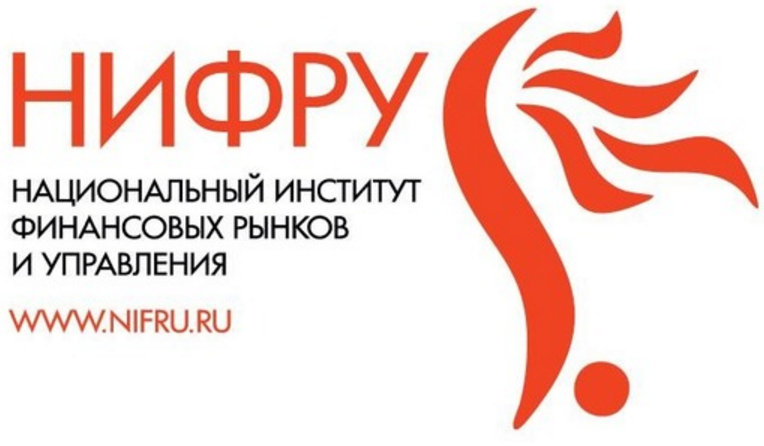 НИФРУ
НАЦИОНАЛЬНЫЙ ИНСТИТУТ
ФИНАНСОВЫХ РЫНКОВ
И УПРАВЛЕНИЯ
WWW.NIFRU.RU